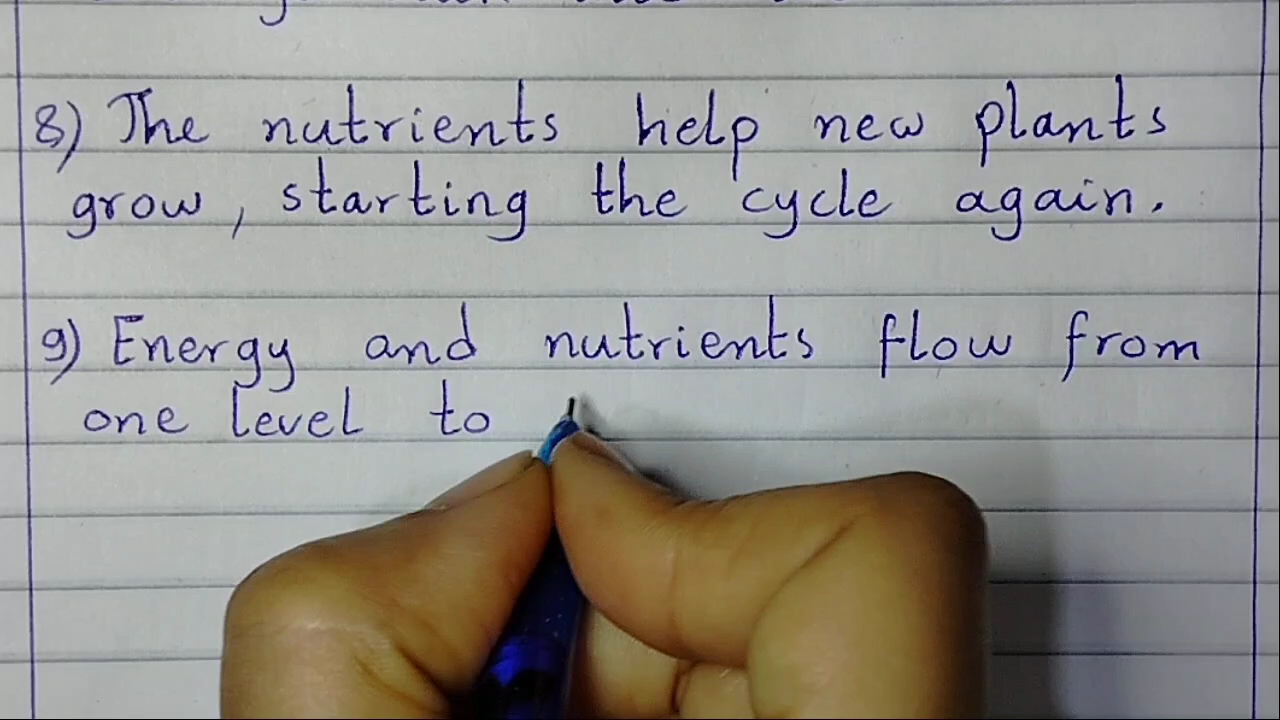 8) The nutrients help new plants
grow, starting the cycle again.
9) Energy and nutrients flow from
one level to